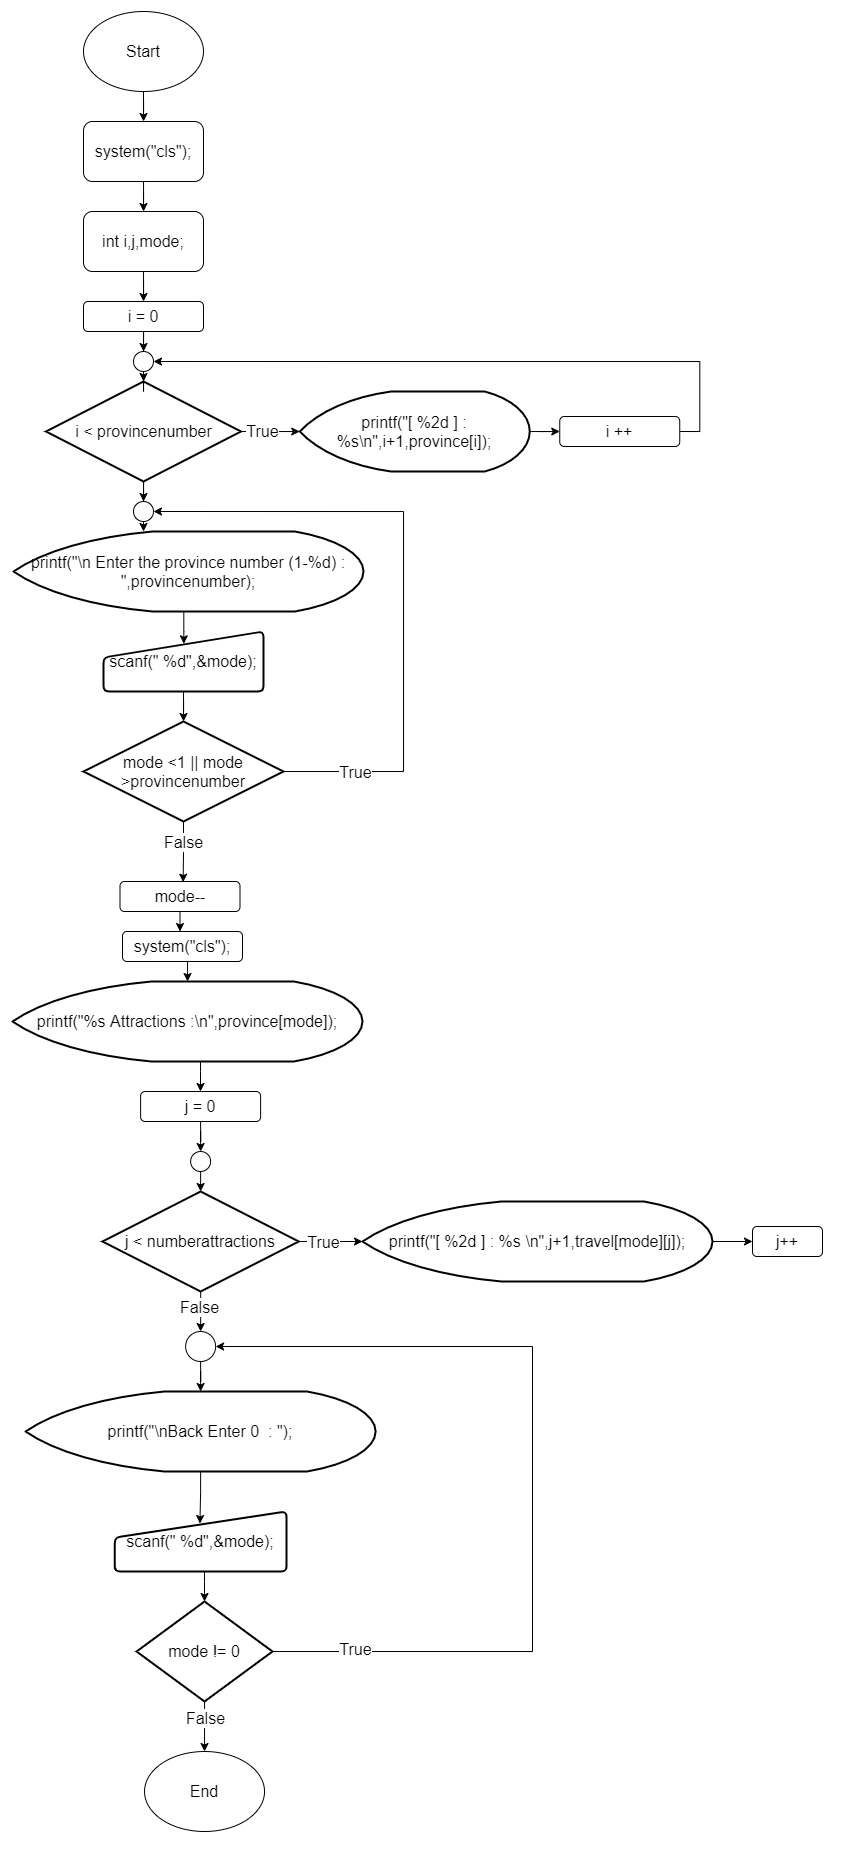 Start
system("cls");
int i,j,mode;
i = 0
i < provincenumber
True
printf("[ %2d ] :
%s\n",i+1,province[i]);
i ++
printf("\n Enter the province number (1-%d) :
",provincenumber);
scanf(" %d",&mode);
mode <1 || mode
>provincenumber
True
False
mode--
system("cls");
printf("%s Attractions :\n",province[mode]);
j = 0
j < numberattractions
True
printf("[ %2d ] : %s \n",j+1,travel[mode][j]);
j++
False
printf("\nBack Enter 0  : ");
scanf(" %d",&mode);
mode != 0
True
False
End